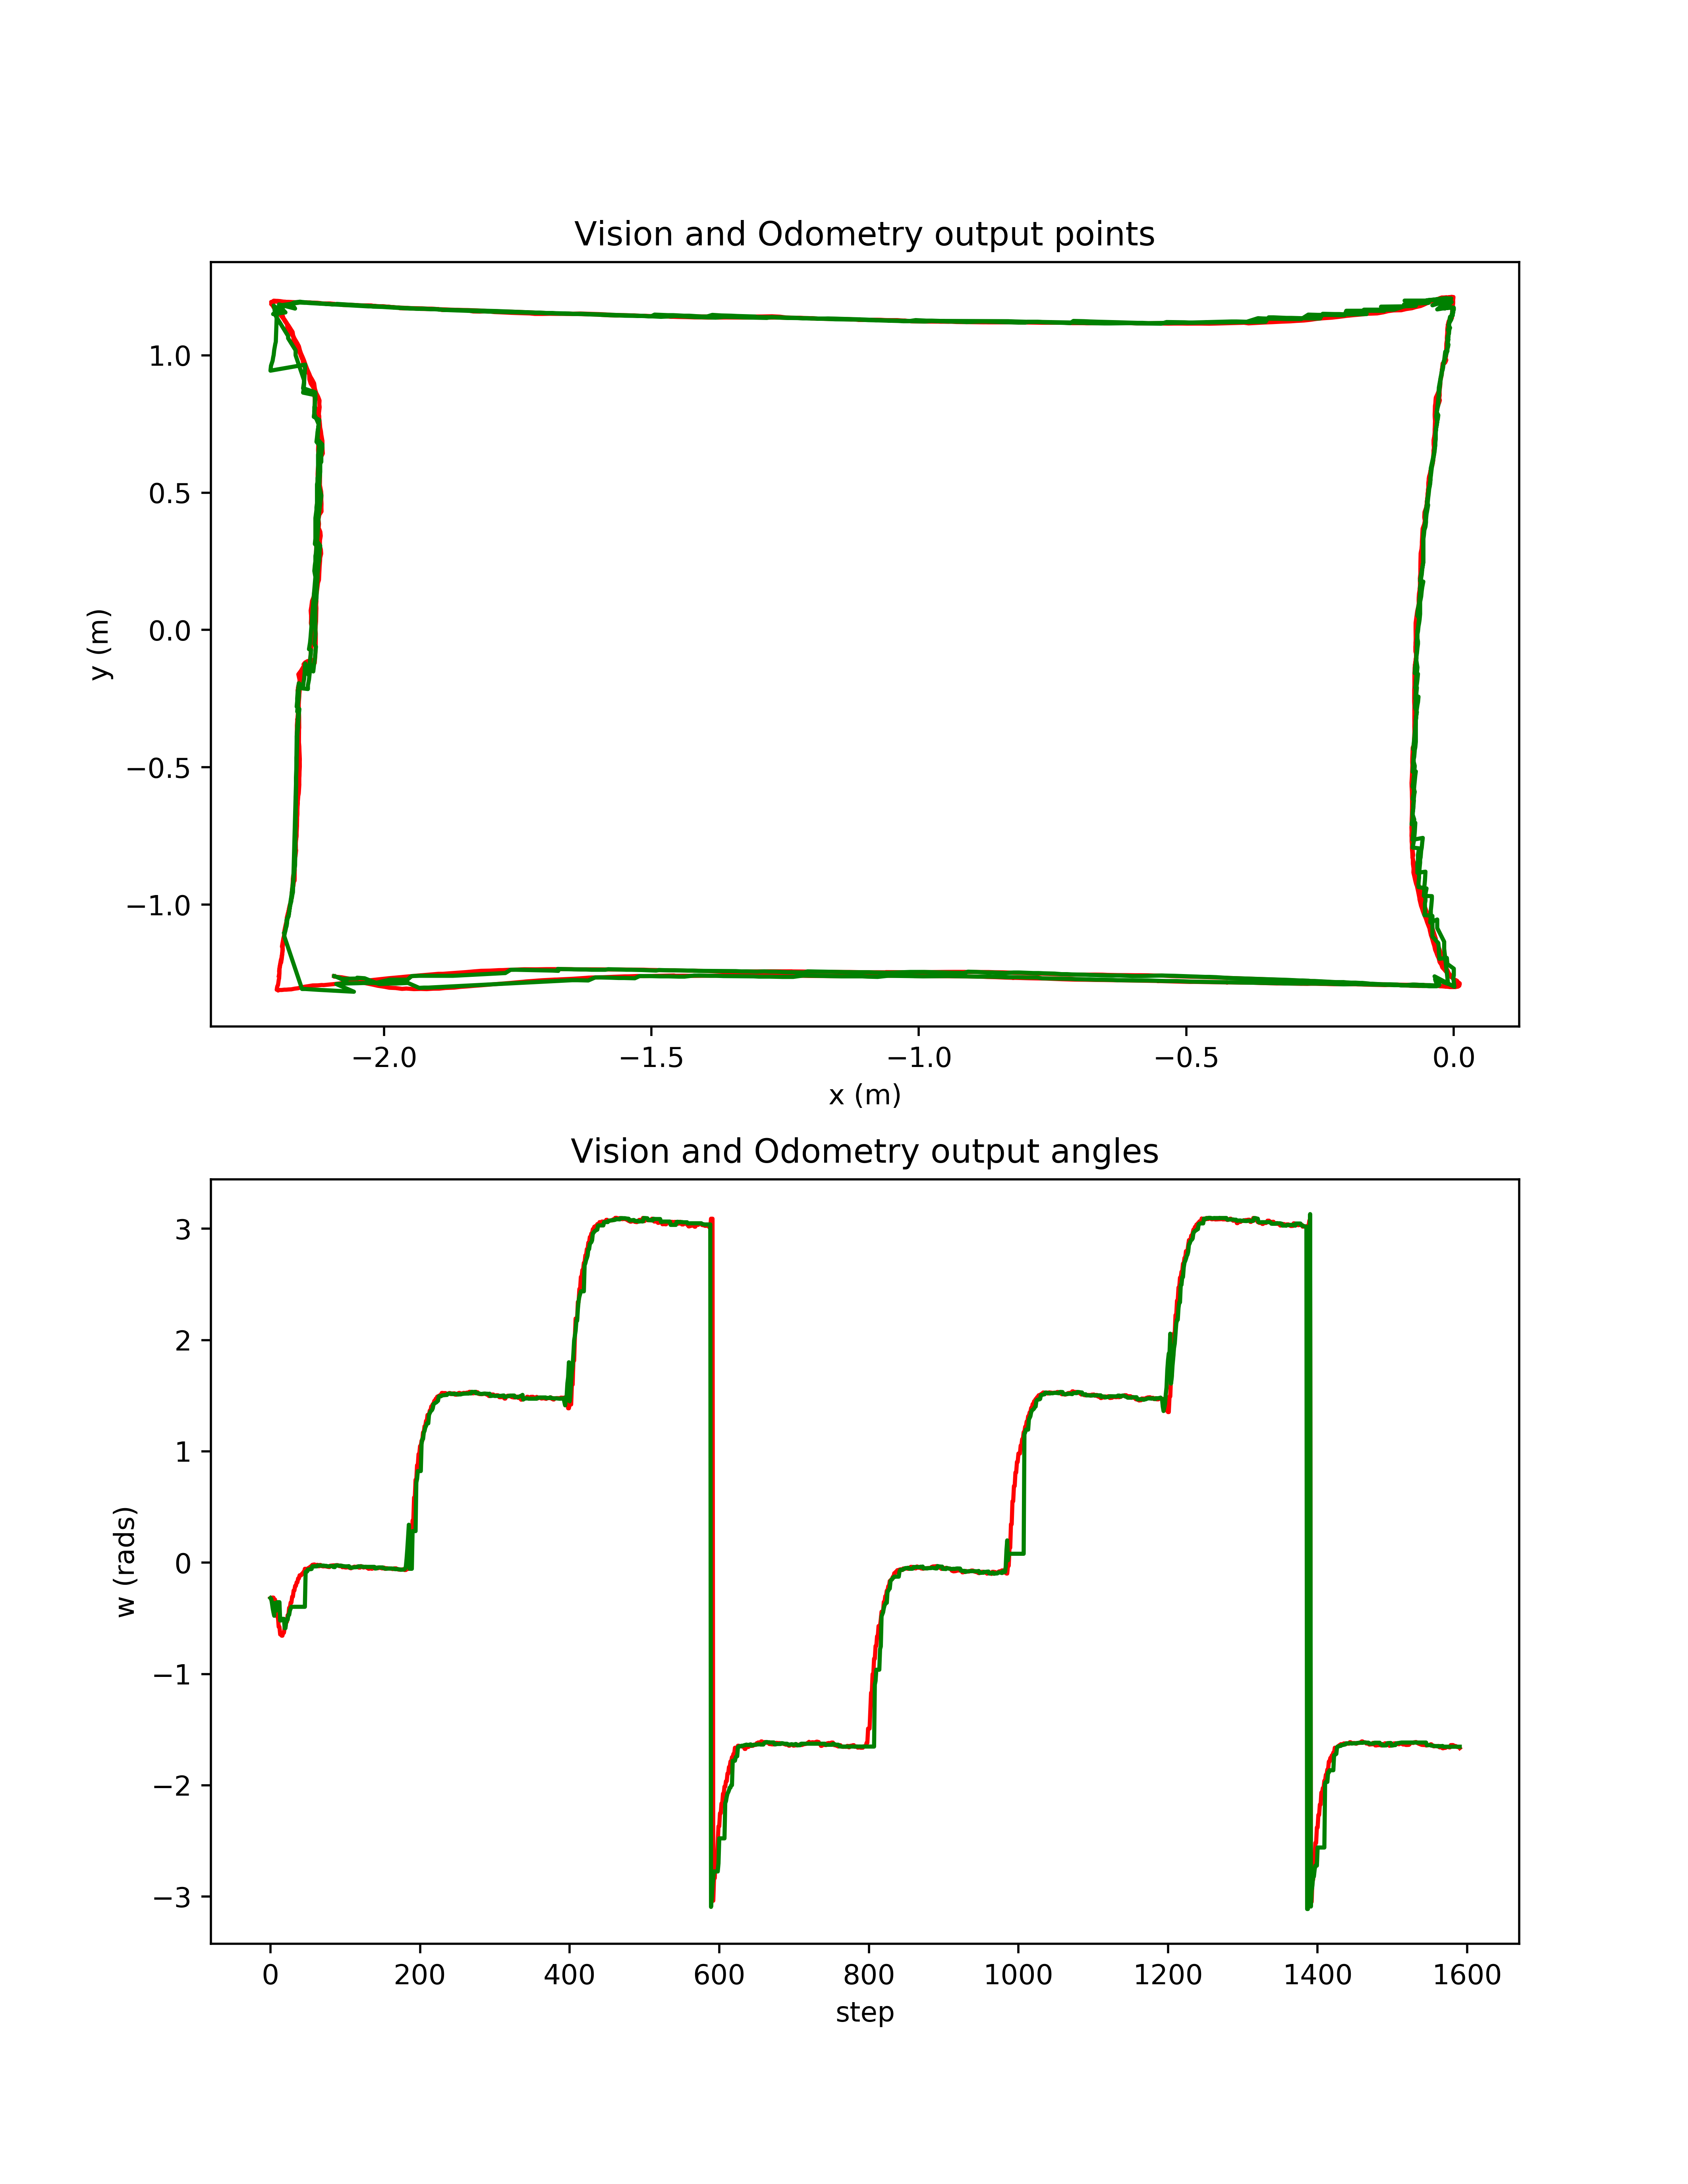 Vision and Odometry output points
1.0
0.5
0.0
−0.5
−1.0
y (m)
−2.0 −1.5 −1.0 −0.5 0.0
x (m)
Vision and Odometry output angles
3
2
1
0
−1
−2
−3
w (rads)
0 200 400 600 800 1000 1200 1400 1600
step